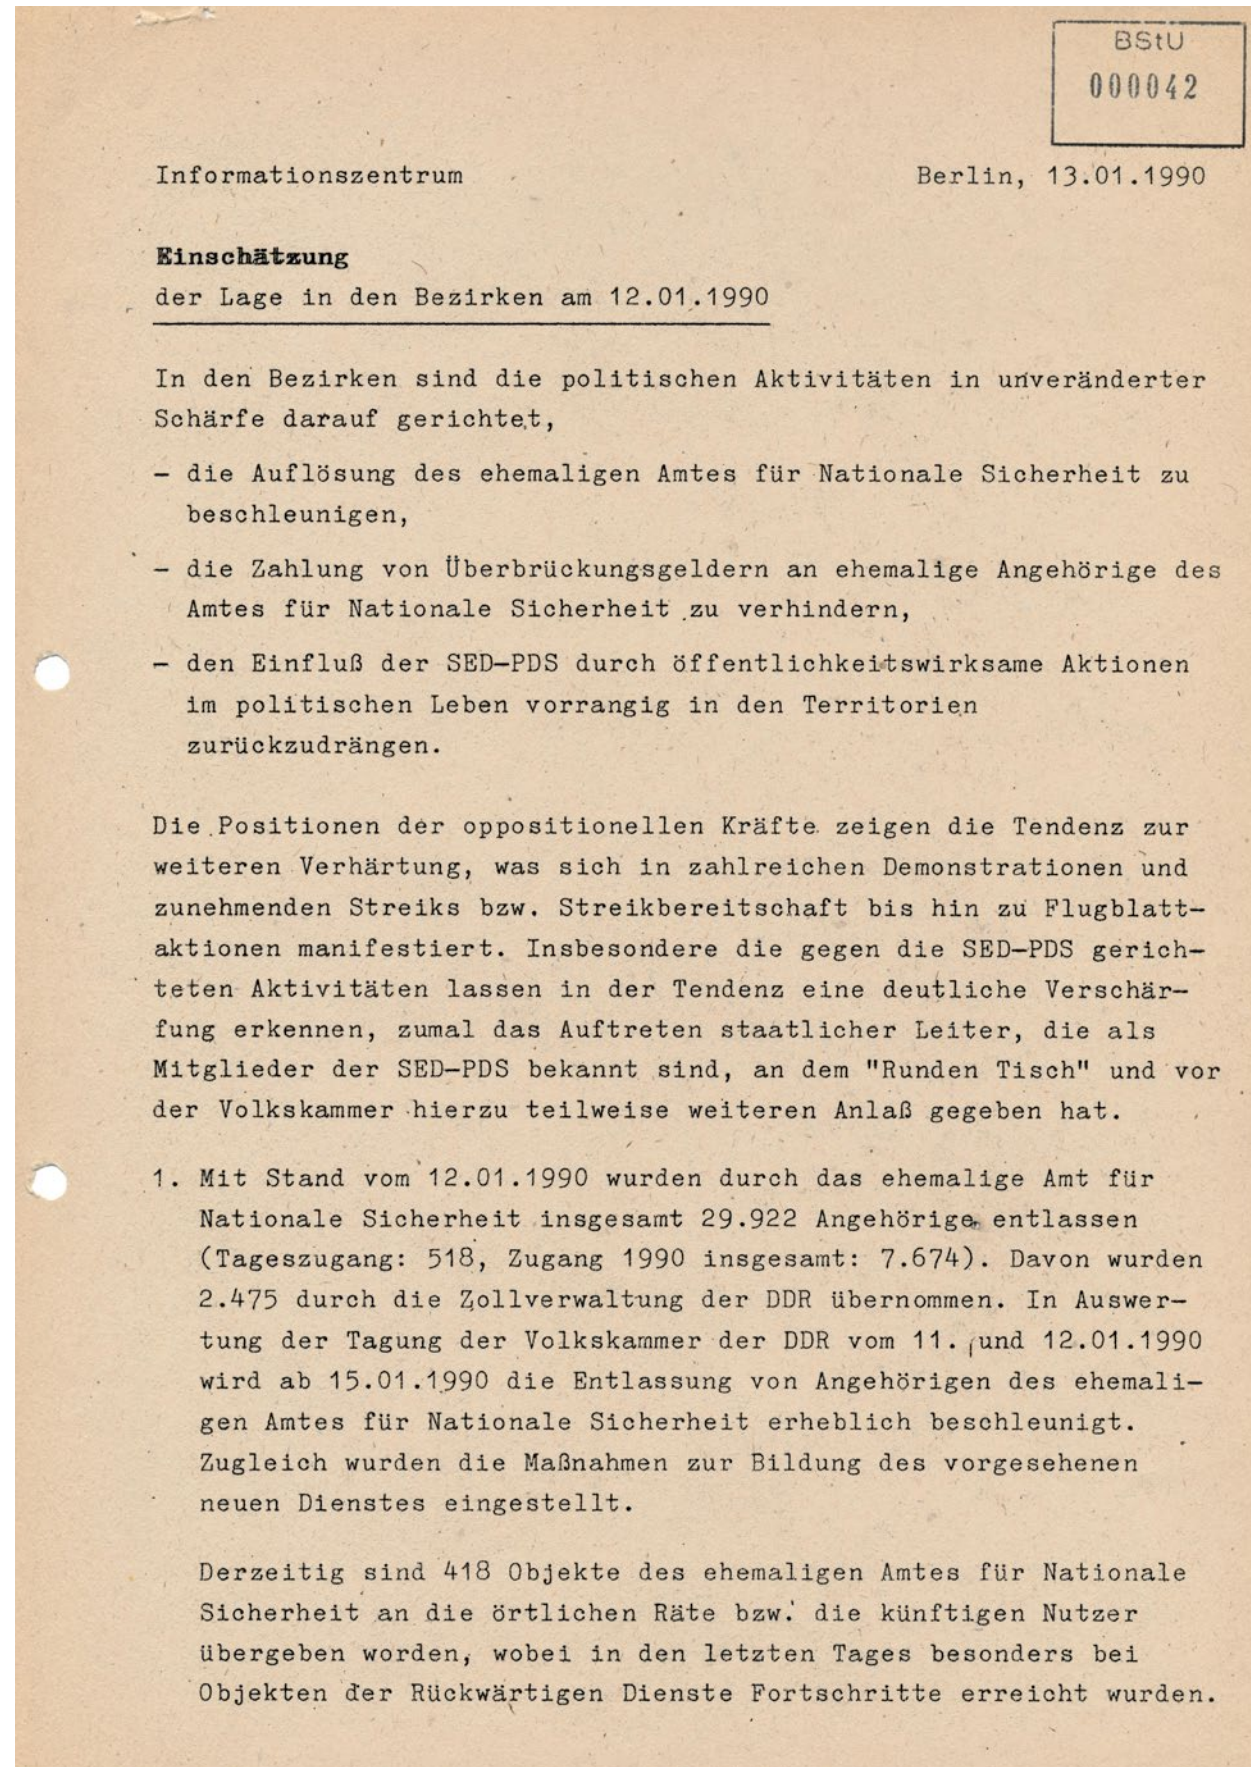 BStU
000042
Informationszentrum Berlin, 13.01.1990
Einschätzung
der Lage in den Bezirken am 12.01.1990
In den Bezirken sind die politischen Aktivitäten in unveränderter
Schärfe darauf gerichtet,
– die Auflösung des ehemaligen Amtes für Nationale Sicherheit zu
beschleunigen,
– die Zahlung von Überbrückungsgeldern an ehemalige Angehörige des
Amtes für Nationale Sicherheit zu verhindern,
– den Einfluß der SED–PDS durch öffentlichkeitswirksame Aktionen
im politischen Leben vorrangig in den Territorien
zurückzudrängen.
Die Positionen der oppositionellen Kräfte zeigen die Tendenz zur
weiteren Verhärtung, was sich in zahlreichen Demonstrationen und
zunehmenden Streiks bzw. Streikbereitschaft bis hin zu Flugblatt–
aktionen manifestiert. Insbesondere die gegen die SED–PDS gerich–
teten Aktivitäten lassen in der Tendenz eine deutliche Verschär–
fung erkennen, zumal das Auftreten staatlicher Leiter, die als
Mitglieder der SED–PDS bekannt sind, an dem "Runden Tisch" und vor
der Volkskammer hierzu teilweise weiteren Anlaß gegeben hat.
1. Mit Stand vom 12.01.1990 wurden durch das ehemalige Amt für
Nationale Sicherheit insgesamt 29.922 Angehörige entlassen
(Tageszugang: 518, Zugang 1990 insgesamt: 7.674). Davon wurden
2.475 durch die Zollverwaltung der DDR übernommen. In Auswer–
tung der Tagung der Volkskammer der DDR vom 11. und 12.01.1990
wird ab 15.01.1990 die Entlassung von Angehörigen des ehemali–
gen Amtes für Nationale Sicherheit erheblich beschleunigt.
Zugleich wurden die Maßnahmen zur Bildung des vorgesehenen
neuen Dienstes eingestellt.
Derzeitig sind 418 Objekte des ehemaligen Amtes für Nationale
Sicherheit an die örtlichen Räte bzw. die künftigen Nutzer
übergeben worden, wobei in den letzten Tages besonders bei
Objekten der Rückwärtigen Dienste Fortschritte erreicht wurden.